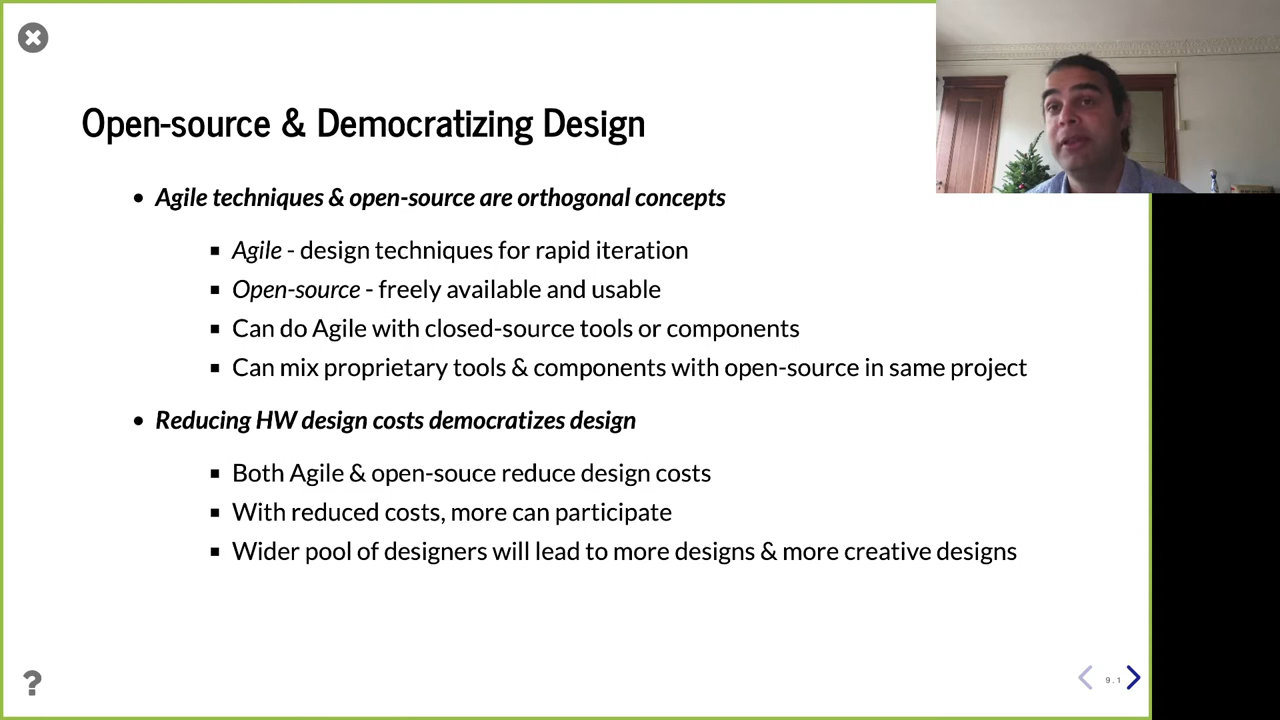 Open-source & Democratizing Design
• Agile techniques & open-source are orthogonal concepts
▪ Agile - design techniques for rapid iteration
▪ Open-source - freely available and usable
▪ Can do Agile with closed-source tools or components
▪ Can mix proprietary tools & components with open-source in same project
• Reducing HW design costs democratizes design
▪ Both Agile & open-souce reduce design costs
▪ With reduced costs, more can participate
▪ Wider pool of designers will lead to more designs & more creative designs
?
9.1